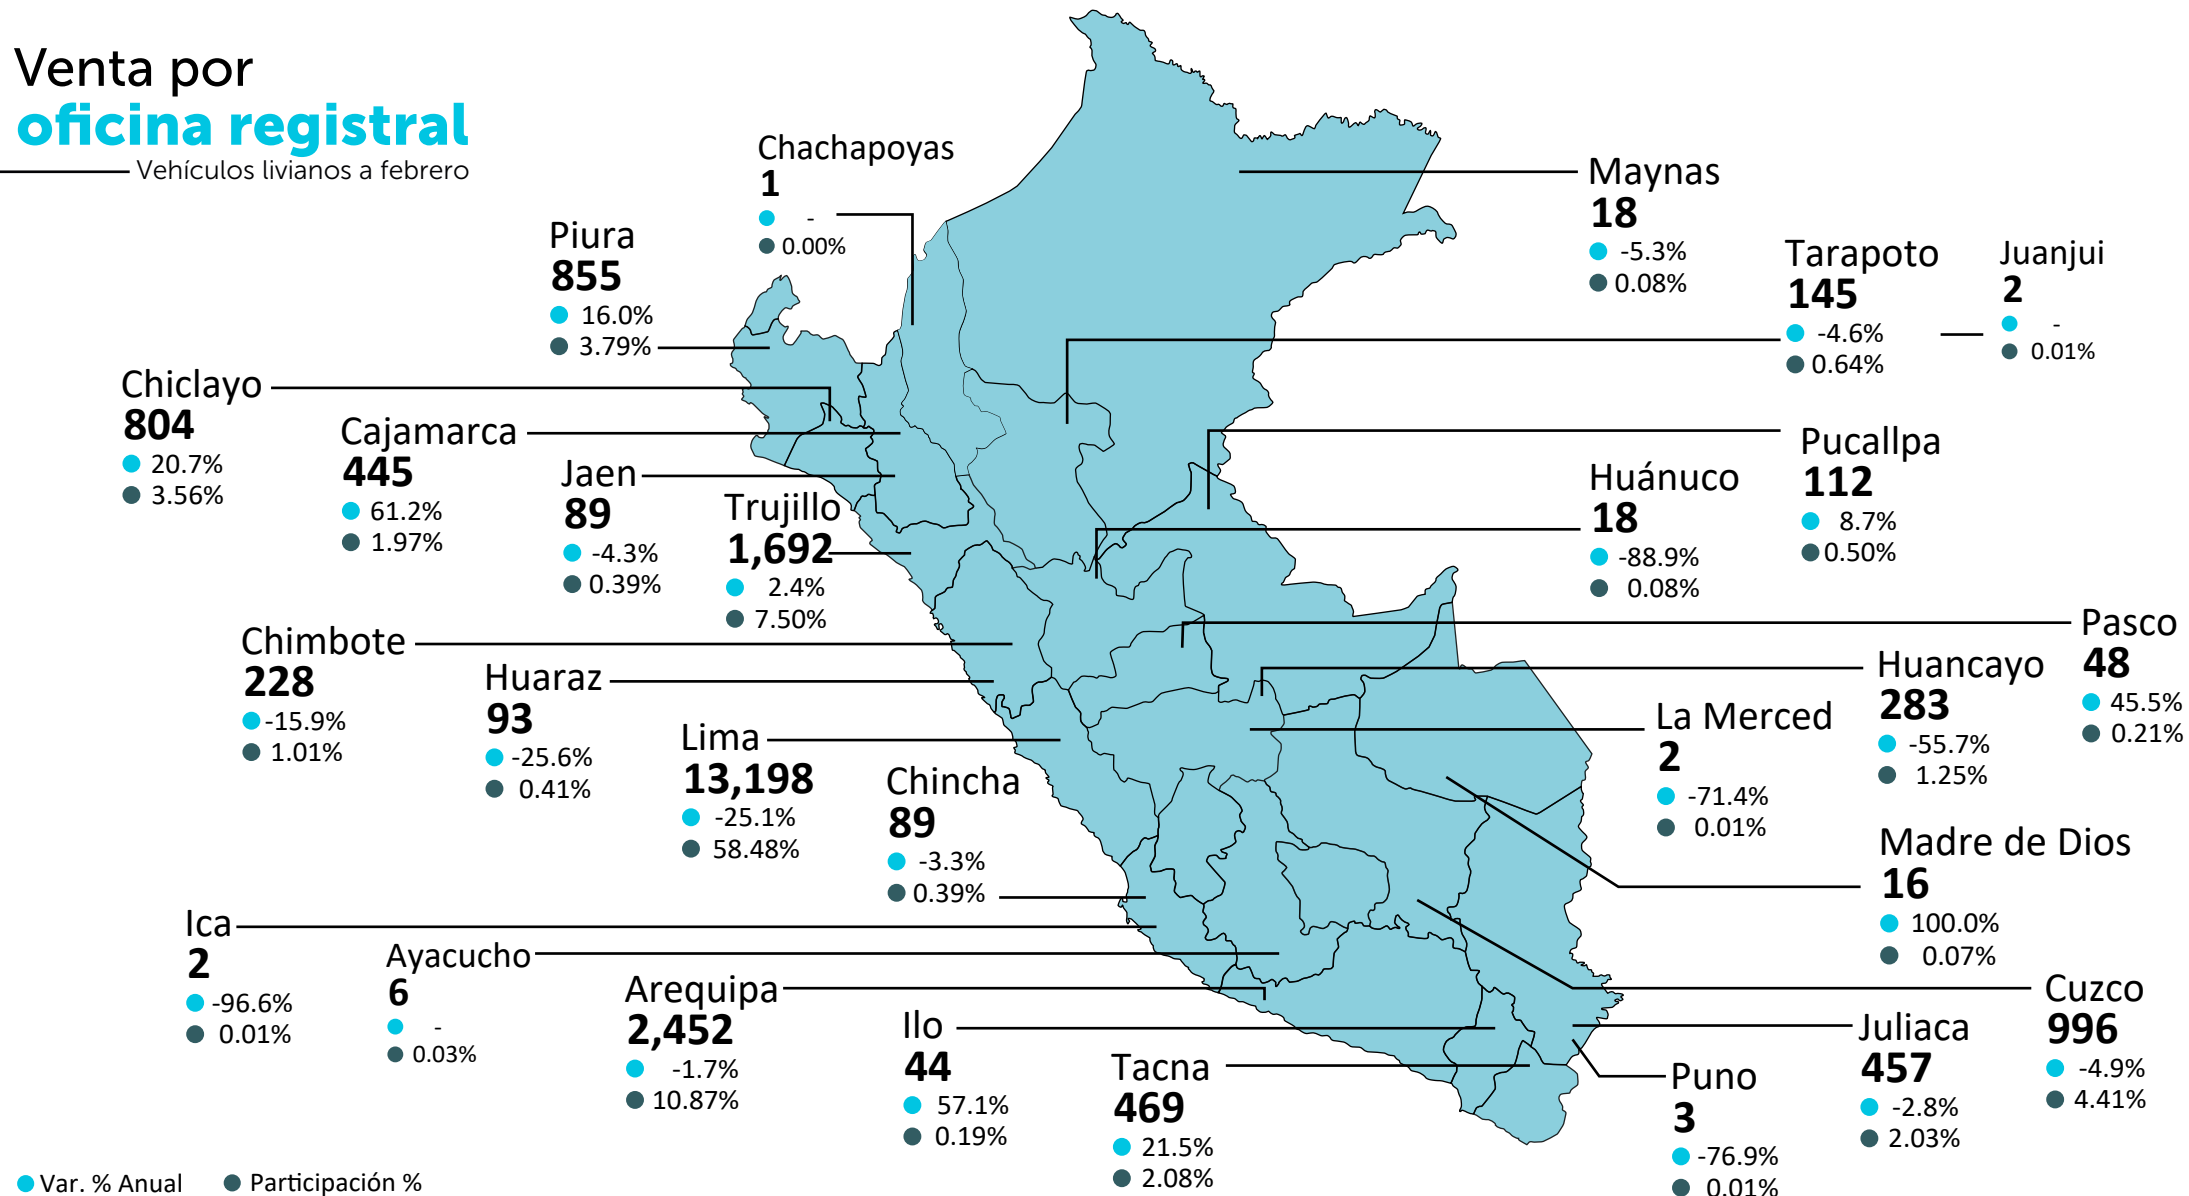 Venta por
oficina registral
Vehículos livianos a febrero
Chachapoyas
1
-
0.00%
Piura
855
16.0%
3.79%
Maynas
18
-5.3%
0.08%
Tarapoto
145
-4.6%
0.64%
Juanjui
2
-
0.01%
Chiclayo
804
20.7%
3.56%
Cajamarca
445
61.2%
1.97%
Jaen
89
-4.3%
0.39%
Trujillo
1,692
2.4%
7.50%
Huánuco
18
-88.9%
0.08%
Pucallpa
112
8.7%
0.50%
Chimbote
228
-15.9%
1.01%
Huaraz
93
-25.6%
0.41%
Lima
13,198
-25.1%
58.48%
Chincha
89
-3.3%
0.39%
La Merced
2
-71.4%
0.01%
Huancayo
283
-55.7%
1.25%
Pasco
48
45.5%
0.21%
Madre de Dios
16
100.0%
0.07%
Ica
2
-96.6%
0.01%
Ayacucho
6
-
0.03%
Arequipa
2,452
-1.7%
10.87%
Ilo
44
57.1%
0.19%
Tacna
469
21.5%
2.08%
Puno
3
-76.9%
0.01%
Juliaca
457
-2.8%
2.03%
Cuzco
996
-4.9%
4.41%
Var. % Anual
Participación %